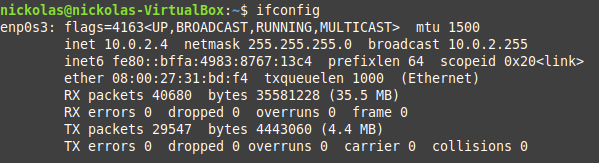 nickolas@nickolas-VirtualBox:~$ ifconfig
enp0s3: flags=4163<UP,BROADCAST,RUNNING,MULTICAST>  mtu 1500
        inet 10.0.2.4  netmask 255.255.255.0  broadcast 10.0.2.255
        inet6 fe80::bffa:4983:8767:13c4  prefixlen 64  scopeid 0x20<link>
        ether 08:00:27:31:bd:f4  txqueuelen 1000  (Ethernet)
        RX packets 40680  bytes 35581228 (35.5 MB)
        RX errors 0  dropped 0  overruns 0  frame 0
        TX packets 29547  bytes 4443060 (4.4 MB)
        TX errors 0  dropped 0 overruns 0  carrier 0  collisions 0